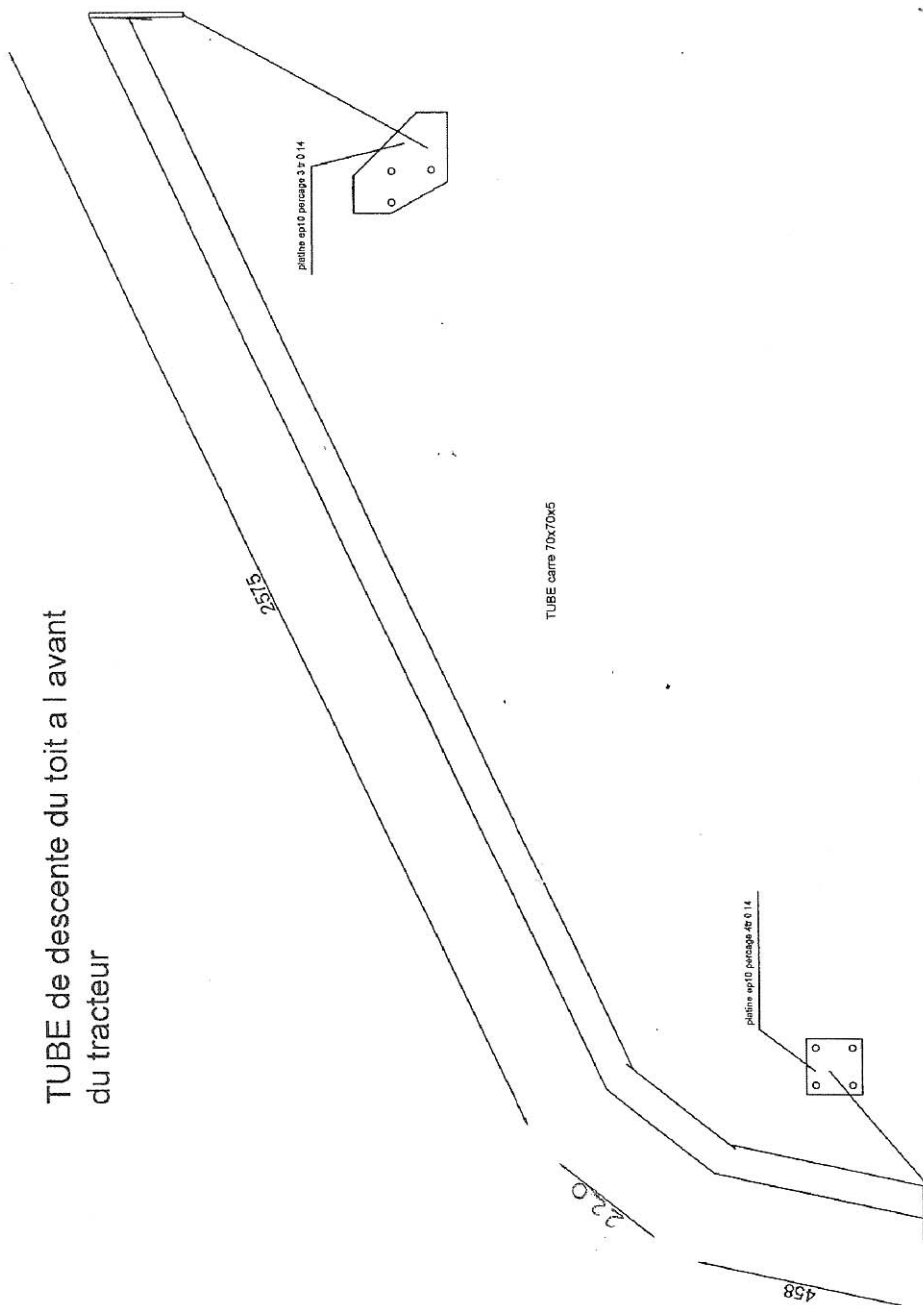 TUBE de descente du toit a l avant
du tracteur
2575
platine ep10 percage 3 tr 0 14
TUBE carre 70x70x5
platine ep10 percage 4tr 0 14
220
458